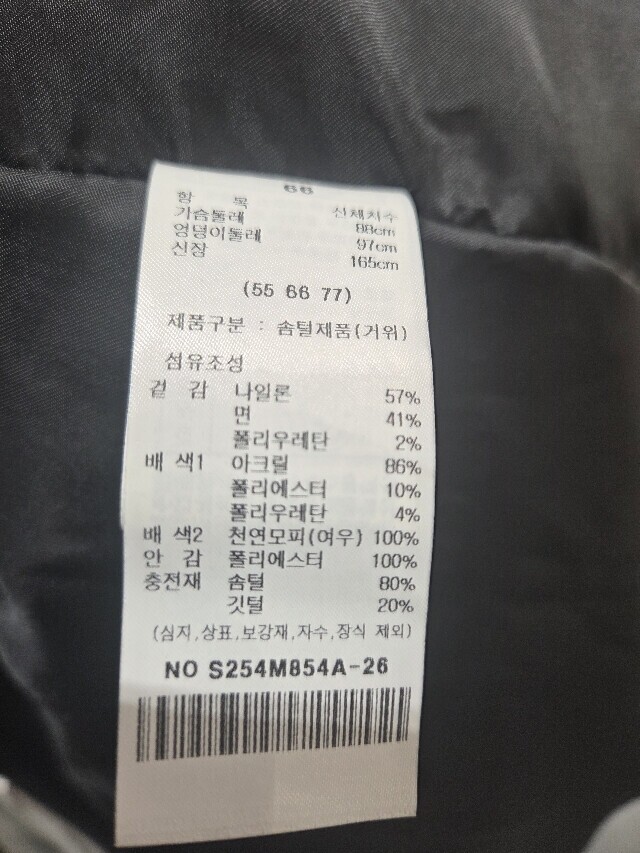 66
항 목 신체치수
가슴둘레 88cm
엉덩이둘레 97cm
신장 165cm
(55 66 77)
제품구분 : 솜털제품(거위)
섬유조성
겉 감 나일론 57%
면 41%
폴리우레탄 2%
배 색1 아크릴 86%
폴리에스터 10%
폴리우레탄 4%
배 색2 천연모피(여우) 100%
안 감 폴리에스터 100%
충전재 솜털 80%
깃털 20%
(심지,상표,보강재,자수,장식 제외)
NO S254M854A-26